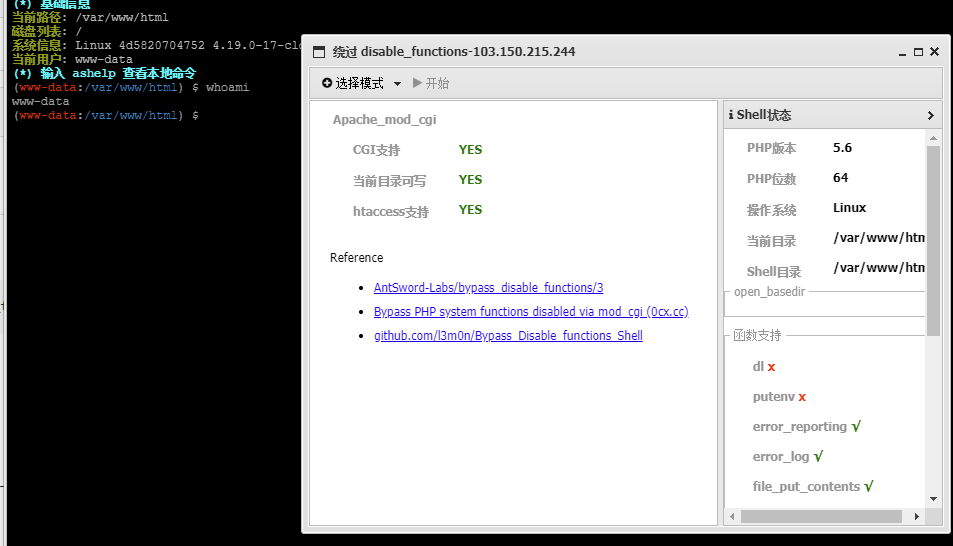 (*) 基础信息
当前路径: /var/www/html
磁盘列表: /
系统信息: Linux 4d5820704752 4.19.0-17-clo
当前用户: www-data
(*) 输入 ashelp 查看本地命令
(www-data:/var/www/html) $ whoami
www-data
(www-data:/var/www/html) $
绕过 disable_functions-103.150.215.244
选择模式 开始
Apache_mod_cgi
CGI支持 YES
当前目录可写 YES
htaccess支持 YES
Reference
AntSword-Labs/bypass_disable_functions/3
Bypass PHP system functions disabled via mod_cgi (0cx.cc)
github.com/l3m0n/Bypass_Disable_functions_Shell
Shell状态
PHP版本 5.6
PHP位数 64
操作系统 Linux
当前目录 /var/www/htm
Shell目录 /var/www/htm
open_basedir
函数支持
dl x
putenv x
error_reporting √
error_log √
file_put_contents √